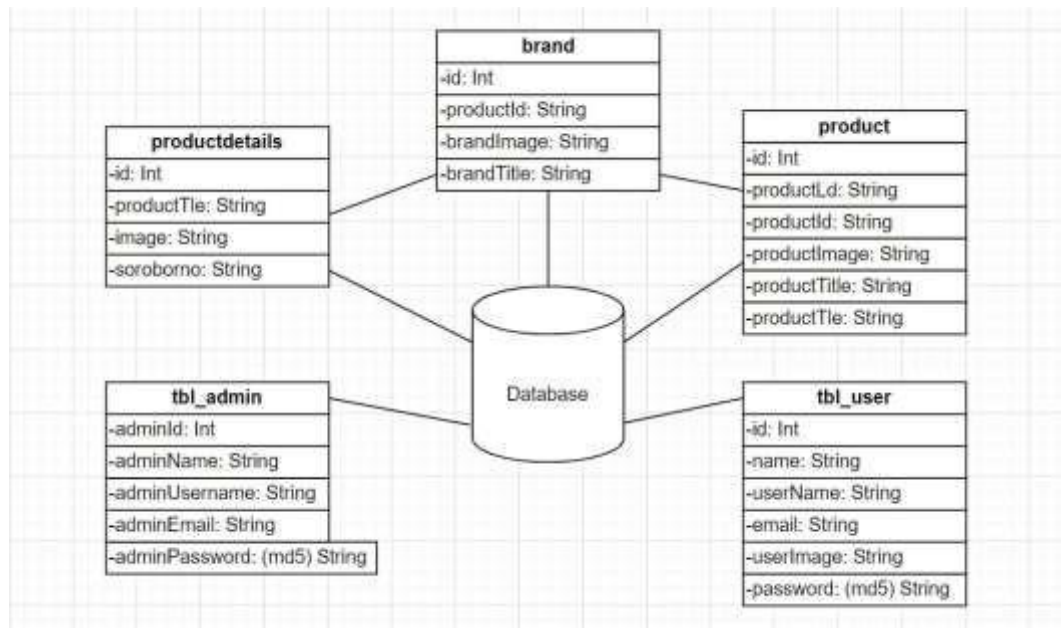 brand
-id: Int
-productId: String
-brandImage: String
-brandTitle: String
productdetails
-id: Int
-productTle: String
-image: String
-soroborno: String
product
-id: Int
-productLd: String
-productId: String
-productImage: String
-productTitle: String
-productTle: String
Database
tbl_admin
-adminId: Int
-adminName: String
-adminUsername: String
-adminEmail: String
-adminPassword: (md5) String
tbl_user
-id: Int
-name: String
-userName: String
-email: String
-userImage: String
-password: (md5) String